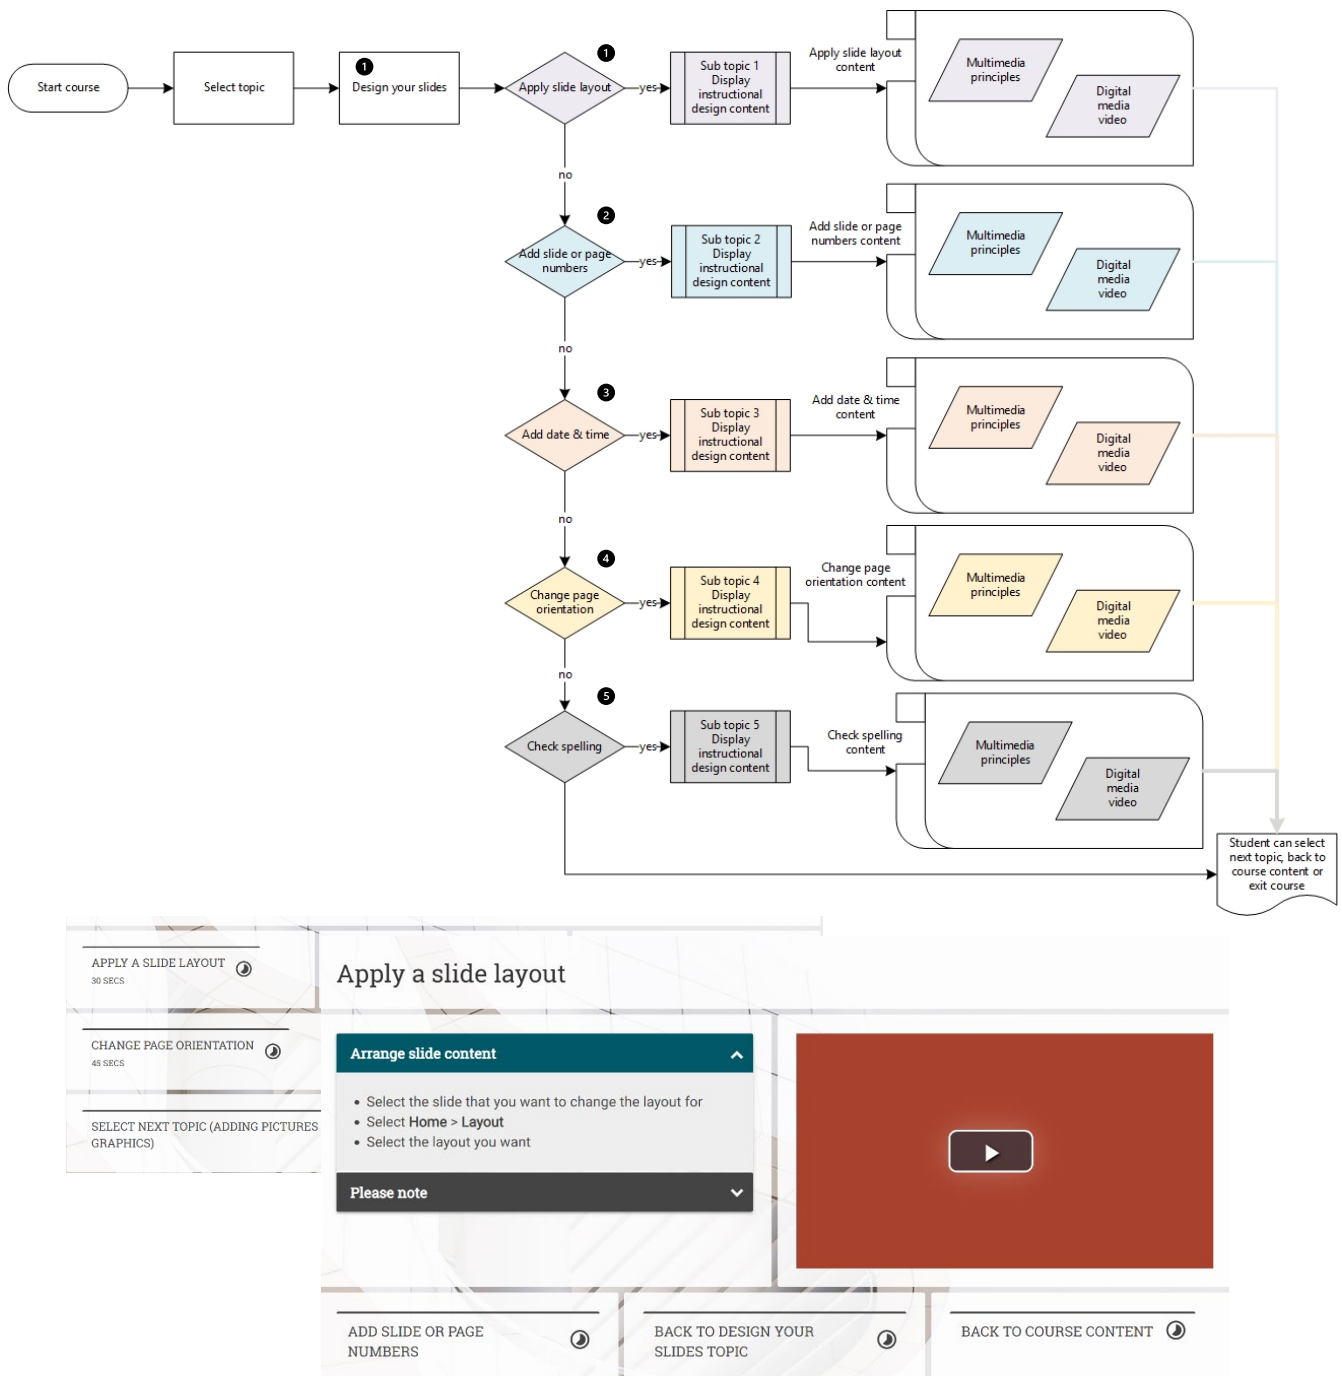 Start course
Select topic
1
Design your slides
1
Apply slide layout
yes
Sub topic 1
Display
instructional
design content
Apply slide layout
content
Multimedia
principles
Digital
media
video
no
2
Add slide or page
numbers
yes
Sub topic 2
Display
instructional
design content
Add slide or page
numbers content
Multimedia
principles
Digital
media
video
no
3
Add date & time
yes
Sub topic 3
Display
instructional
design content
Add date & time
content
Multimedia
principles
Digital
media
video
no
4
Change page
orientation
yes
Sub topic 4
Display
instructional
design content
Change page
orientation content
Multimedia
principles
Digital
media
video
no
5
Check spelling
yes
Sub topic 5
Display
instructional
design content
Check spelling
content
Multimedia
principles
Digital
media
video
Student can select
next topic, back to
course content or
exit course
APPLY A SLIDE LAYOUT
30 SECS
CHANGE PAGE ORIENTATION
45 SECS
SELECT NEXT TOPIC (ADDING PICTURES
GRAPHICS)
Apply a slide layout
Arrange slide content
• Select the slide that you want to change the layout for
• Select Home > Layout
• Select the layout you want
Please note
ADD SLIDE OR PAGE
NUMBERS
BACK TO DESIGN YOUR
SLIDES TOPIC
BACK TO COURSE CONTENT